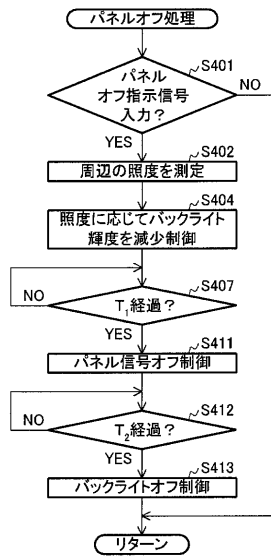 パネルオフ処理
S401
パネル
オフ指示信号
入力?
NO
YES
S402
周辺の照度を測定
S404
照度に応じてバックライト
輝度を減少制御
S407
NO
T₁経過?
YES
S411
パネル信号オフ制御
S412
NO
T₂経過?
YES
S413
バックライトオフ制御
リターン